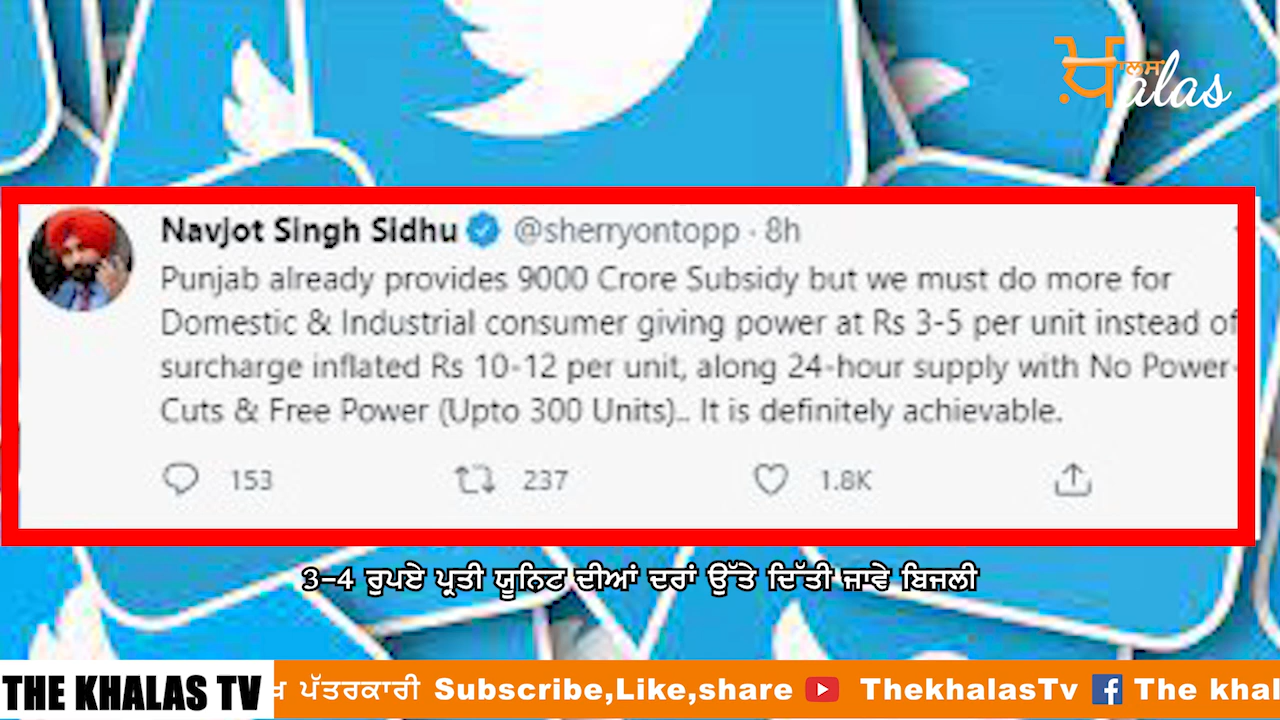 ਖ਼ਾਲਸ
alas
Navjot Singh Sidhu @sherryontopp · 8h
Punjab already provides 9000 Crore Subsidy but we must do more for
Domestic & Industrial consumer giving power at Rs 3-5 per unit instead of
surcharge inflated Rs 10-12 per unit, along 24-hour supply with No Power-
Cuts & Free Power (Upto 300 Units).. It is definitely achievable.
153 237 1.8K
3-4 ਰੁਪਏ ਪ੍ਰਤੀ ਯੂਨਿਟ ਦੀਆਂ ਦਰਾਂ ਉੱਤੇ ਦਿੱਤੀ ਜਾਵੇ ਬਿਜਲੀ
THE KHALAS TV ਪੱਤਰਕਾਰੀ Subscribe,Like,share ThekhalasTv The khal